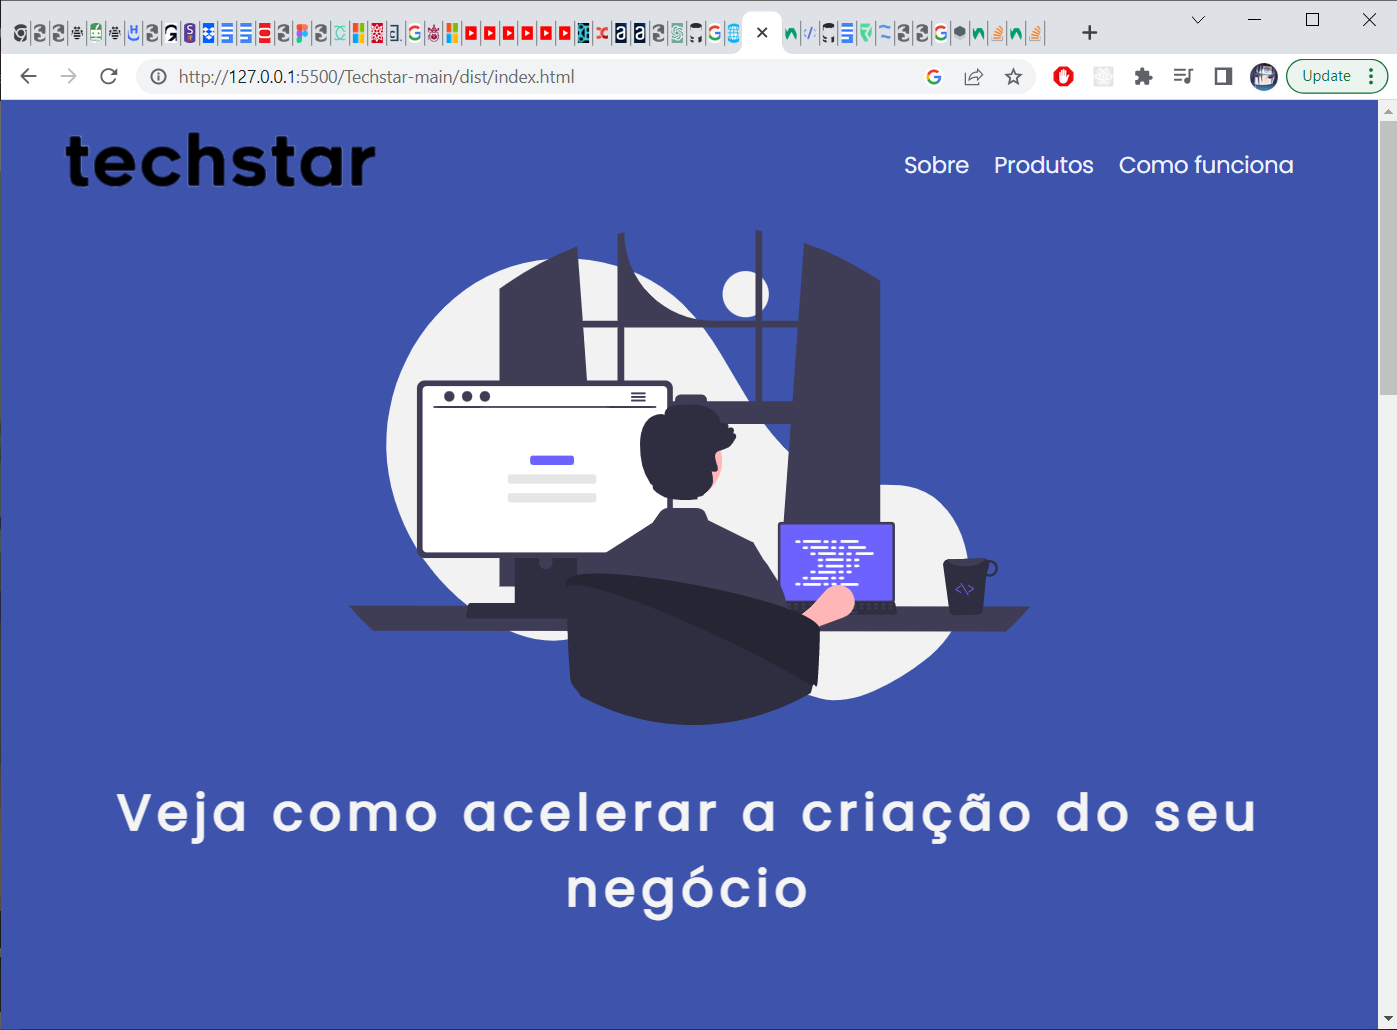 http://127.0.0.1:5500/Techstar-main/dist/index.html
Update
techstar
Sobre Produtos Como funciona
</>
Veja como acelerar a criação do seu
negócio